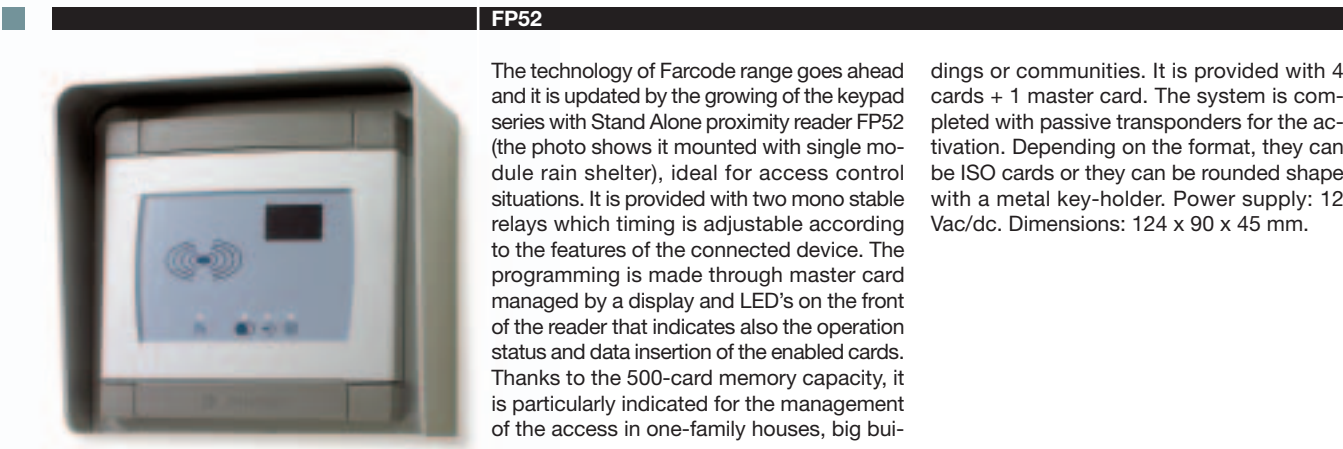 FP52
The technology of Farcode range goes ahead
and it is updated by the growing of the keypad
series with Stand Alone proximity reader FP52
(the photo shows it mounted with single mo-
dule rain shelter), ideal for access control
situations. It is provided with two mono stable
relays which timing is adjustable according
to the features of the connected device. The
programming is made through master card
managed by a display and LED's on the front
of the reader that indicates also the operation
status and data insertion of the enabled cards.
Thanks to the 500-card memory capacity, it
is particularly indicated for the management
of the access in one-family houses, big bui-
dings or communities. It is provided with 4
cards + 1 master card. The system is com-
pleted with passive transponders for the ac-
tivation. Depending on the format, they can
be ISO cards or they can be rounded shape
with a metal key-holder. Power supply: 12
Vac/dc. Dimensions: 124 x 90 x 45 mm.